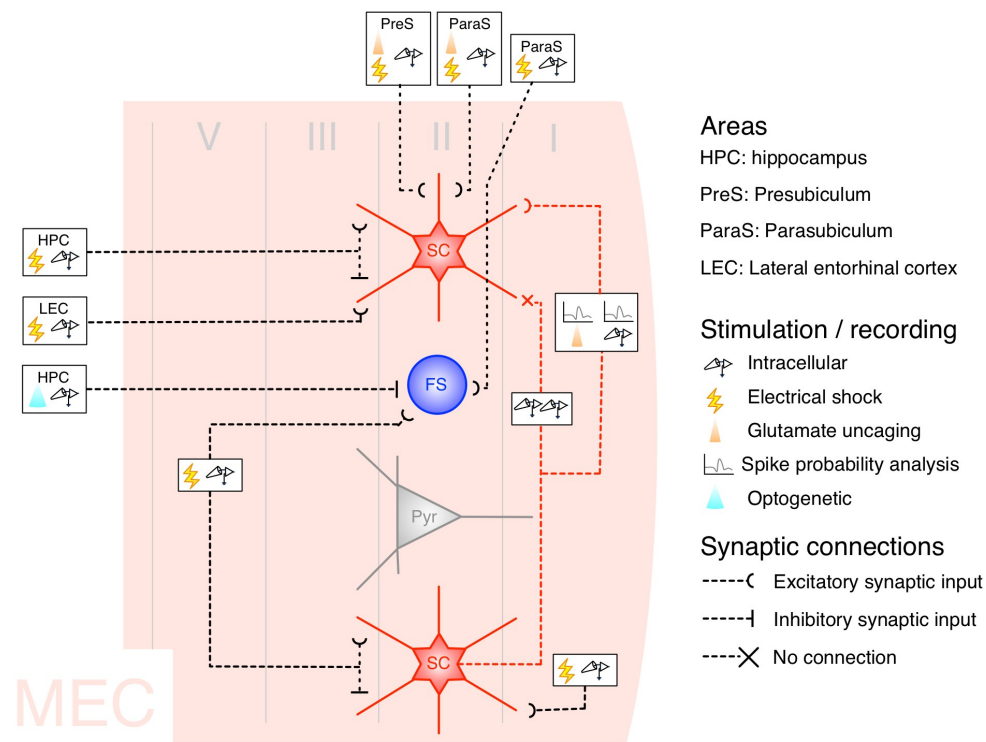 PreS
ParaS
ParaS
V
III
II
I
HPC
SC
LEC
HPC
FS
Pyr
SC
MEC
Areas
HPC: hippocampus
PreS: Presubiculum
ParaS: Parasubiculum
LEC: Lateral entorhinal cortex
Stimulation / recording
Intracellular
Electrical shock
Glutamate uncaging
Spike probability analysis
Optogenetic
Synaptic connections
Excitatory synaptic input
Inhibitory synaptic input
No connection